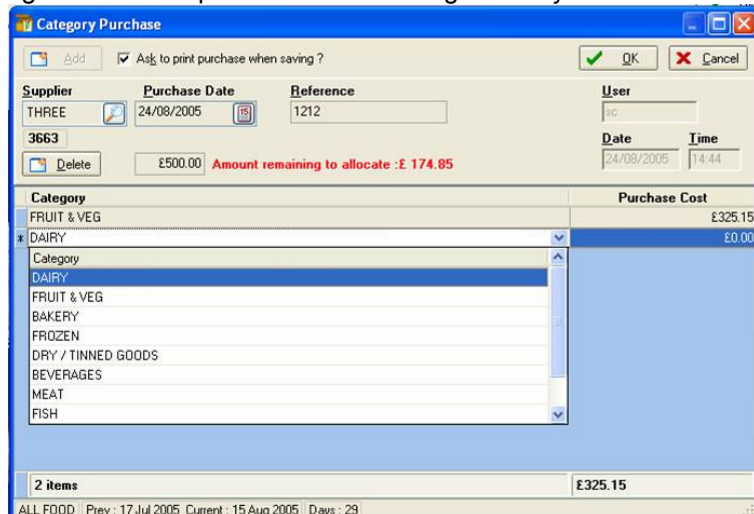 Category Purchase
Add Ask to print purchase when saving ? OK Cancel
Supplier Purchase Date Reference User
THREE 24/08/2005 15 1212 sc
3663 Date Time
Delete £500.00 Amount remaining to allocate :£ 174.85 24/08/2005 14:44
Category Purchase Cost
FRUIT & VEG £325.15
* DAIRY £0.00
Category
DAIRY
FRUIT & VEG
BAKERY
FROZEN
DRY / TINNED GOODS
BEVERAGES
MEAT
FISH
2 items £325.15
ALL FOOD Prev : 17 Jul 2005 Current : 15 Aug 2005 Days : 29